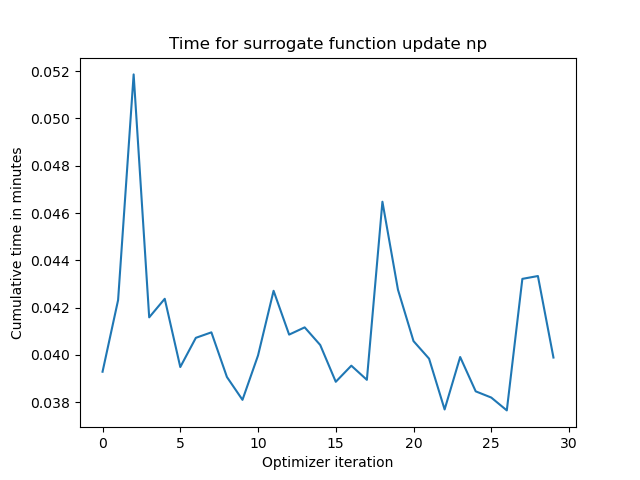 Time for surrogate function update np
Cumulative time in minutes
0.052
0.050
0.048
0.046
0.044
0.042
0.040
0.038
0 5 10 15 20 25 30
Optimizer iteration